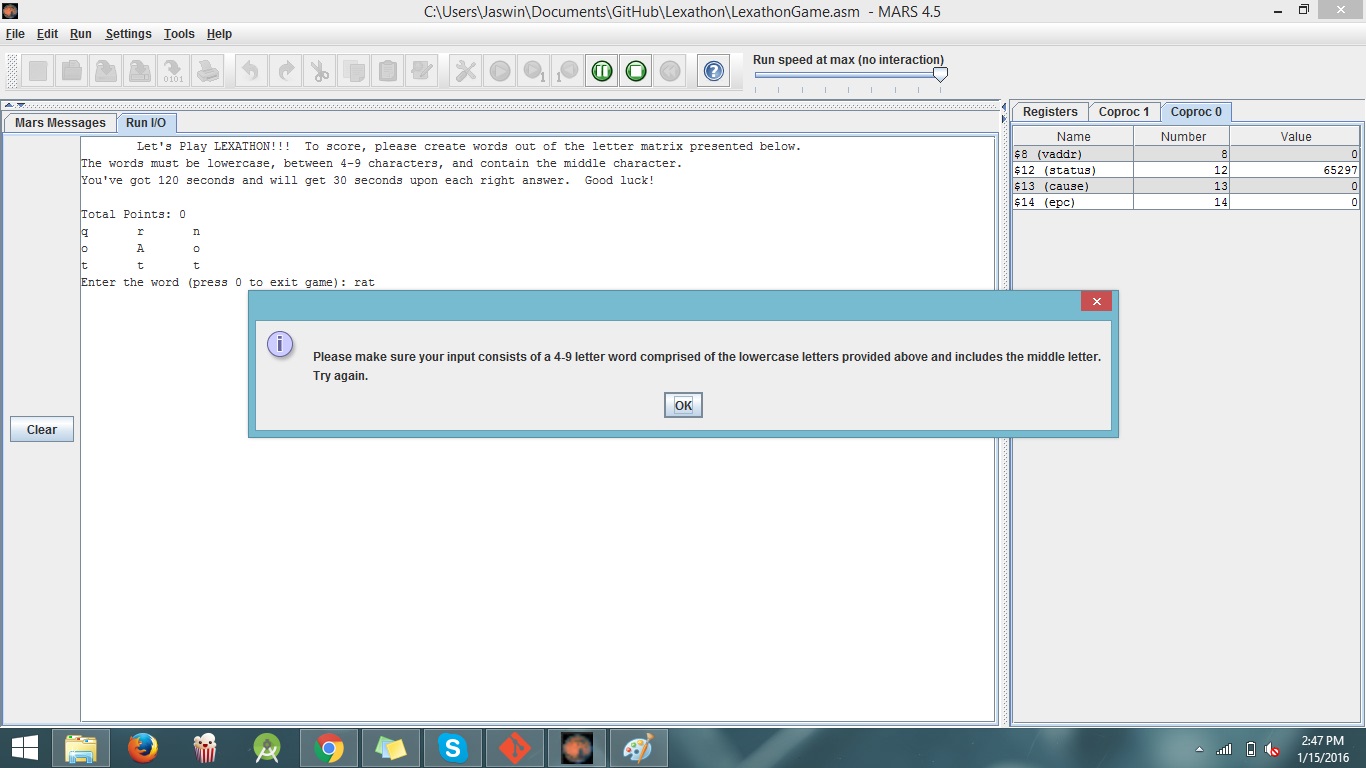 C:\Users\Jaswin\Documents\GitHub\Lexathon\LexathonGame.asm - MARS 4.5
File Edit Run Settings Tools Help
Run speed at max (no interaction)
Mars Messages Run I/O
Registers Coproc 1 Coproc 0
Let's Play LEXATHON!!! To score, please create words out of the letter matrix presented below.
The words must be lowercase, between 4-9 characters, and contain the middle character.
You've got 120 seconds and will get 30 seconds upon each right answer. Good luck!
Total Points: 0
q r n
o A o
t t t
Enter the word (press 0 to exit game): rat
Please make sure your input consists of a 4-9 letter word comprised of the lowercase letters provided above and includes the middle letter.
Try again.
OK
Clear
Name Number Value
$8 (vaddr) 8 0
$12 (status) 12 65297
$13 (cause) 13 0
$14 (epc) 14 0
2:47 PM
1/15/2016